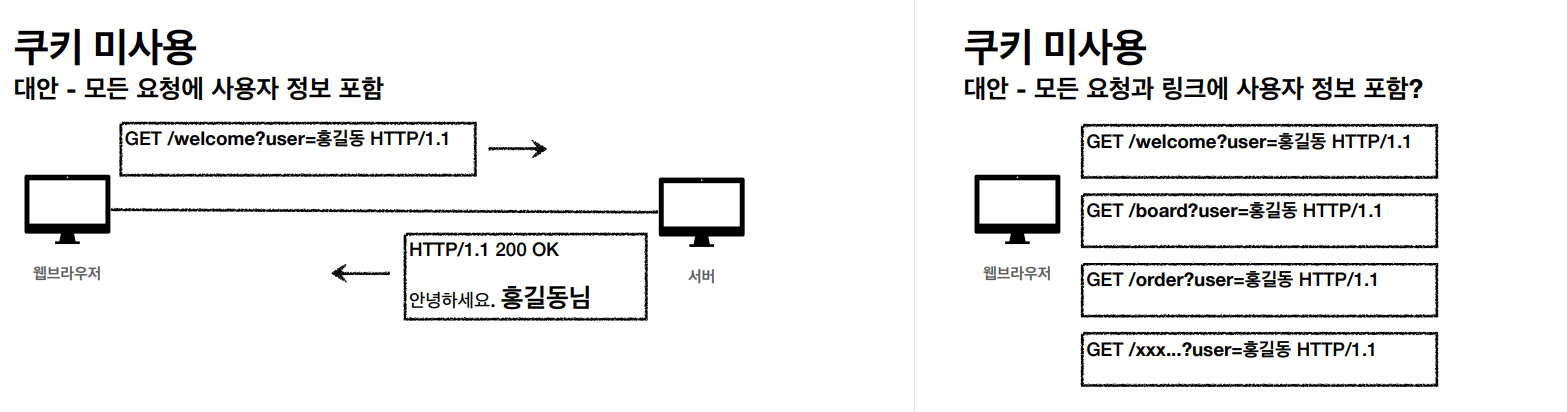 쿠키 미사용
대안 - 모든 요청에 사용자 정보 포함
GET /welcome?user=홍길동 HTTP/1.1
웹브라우저
HTTP/1.1 200 OK
안녕하세요. 홍길동님
서버
쿠키 미사용
대안 - 모든 요청과 링크에 사용자 정보 포함?
GET /welcome?user=홍길동 HTTP/1.1
GET /board?user=홍길동 HTTP/1.1
웹브라우저
GET /order?user=홍길동 HTTP/1.1
GET /xxx...?user=홍길동 HTTP/1.1